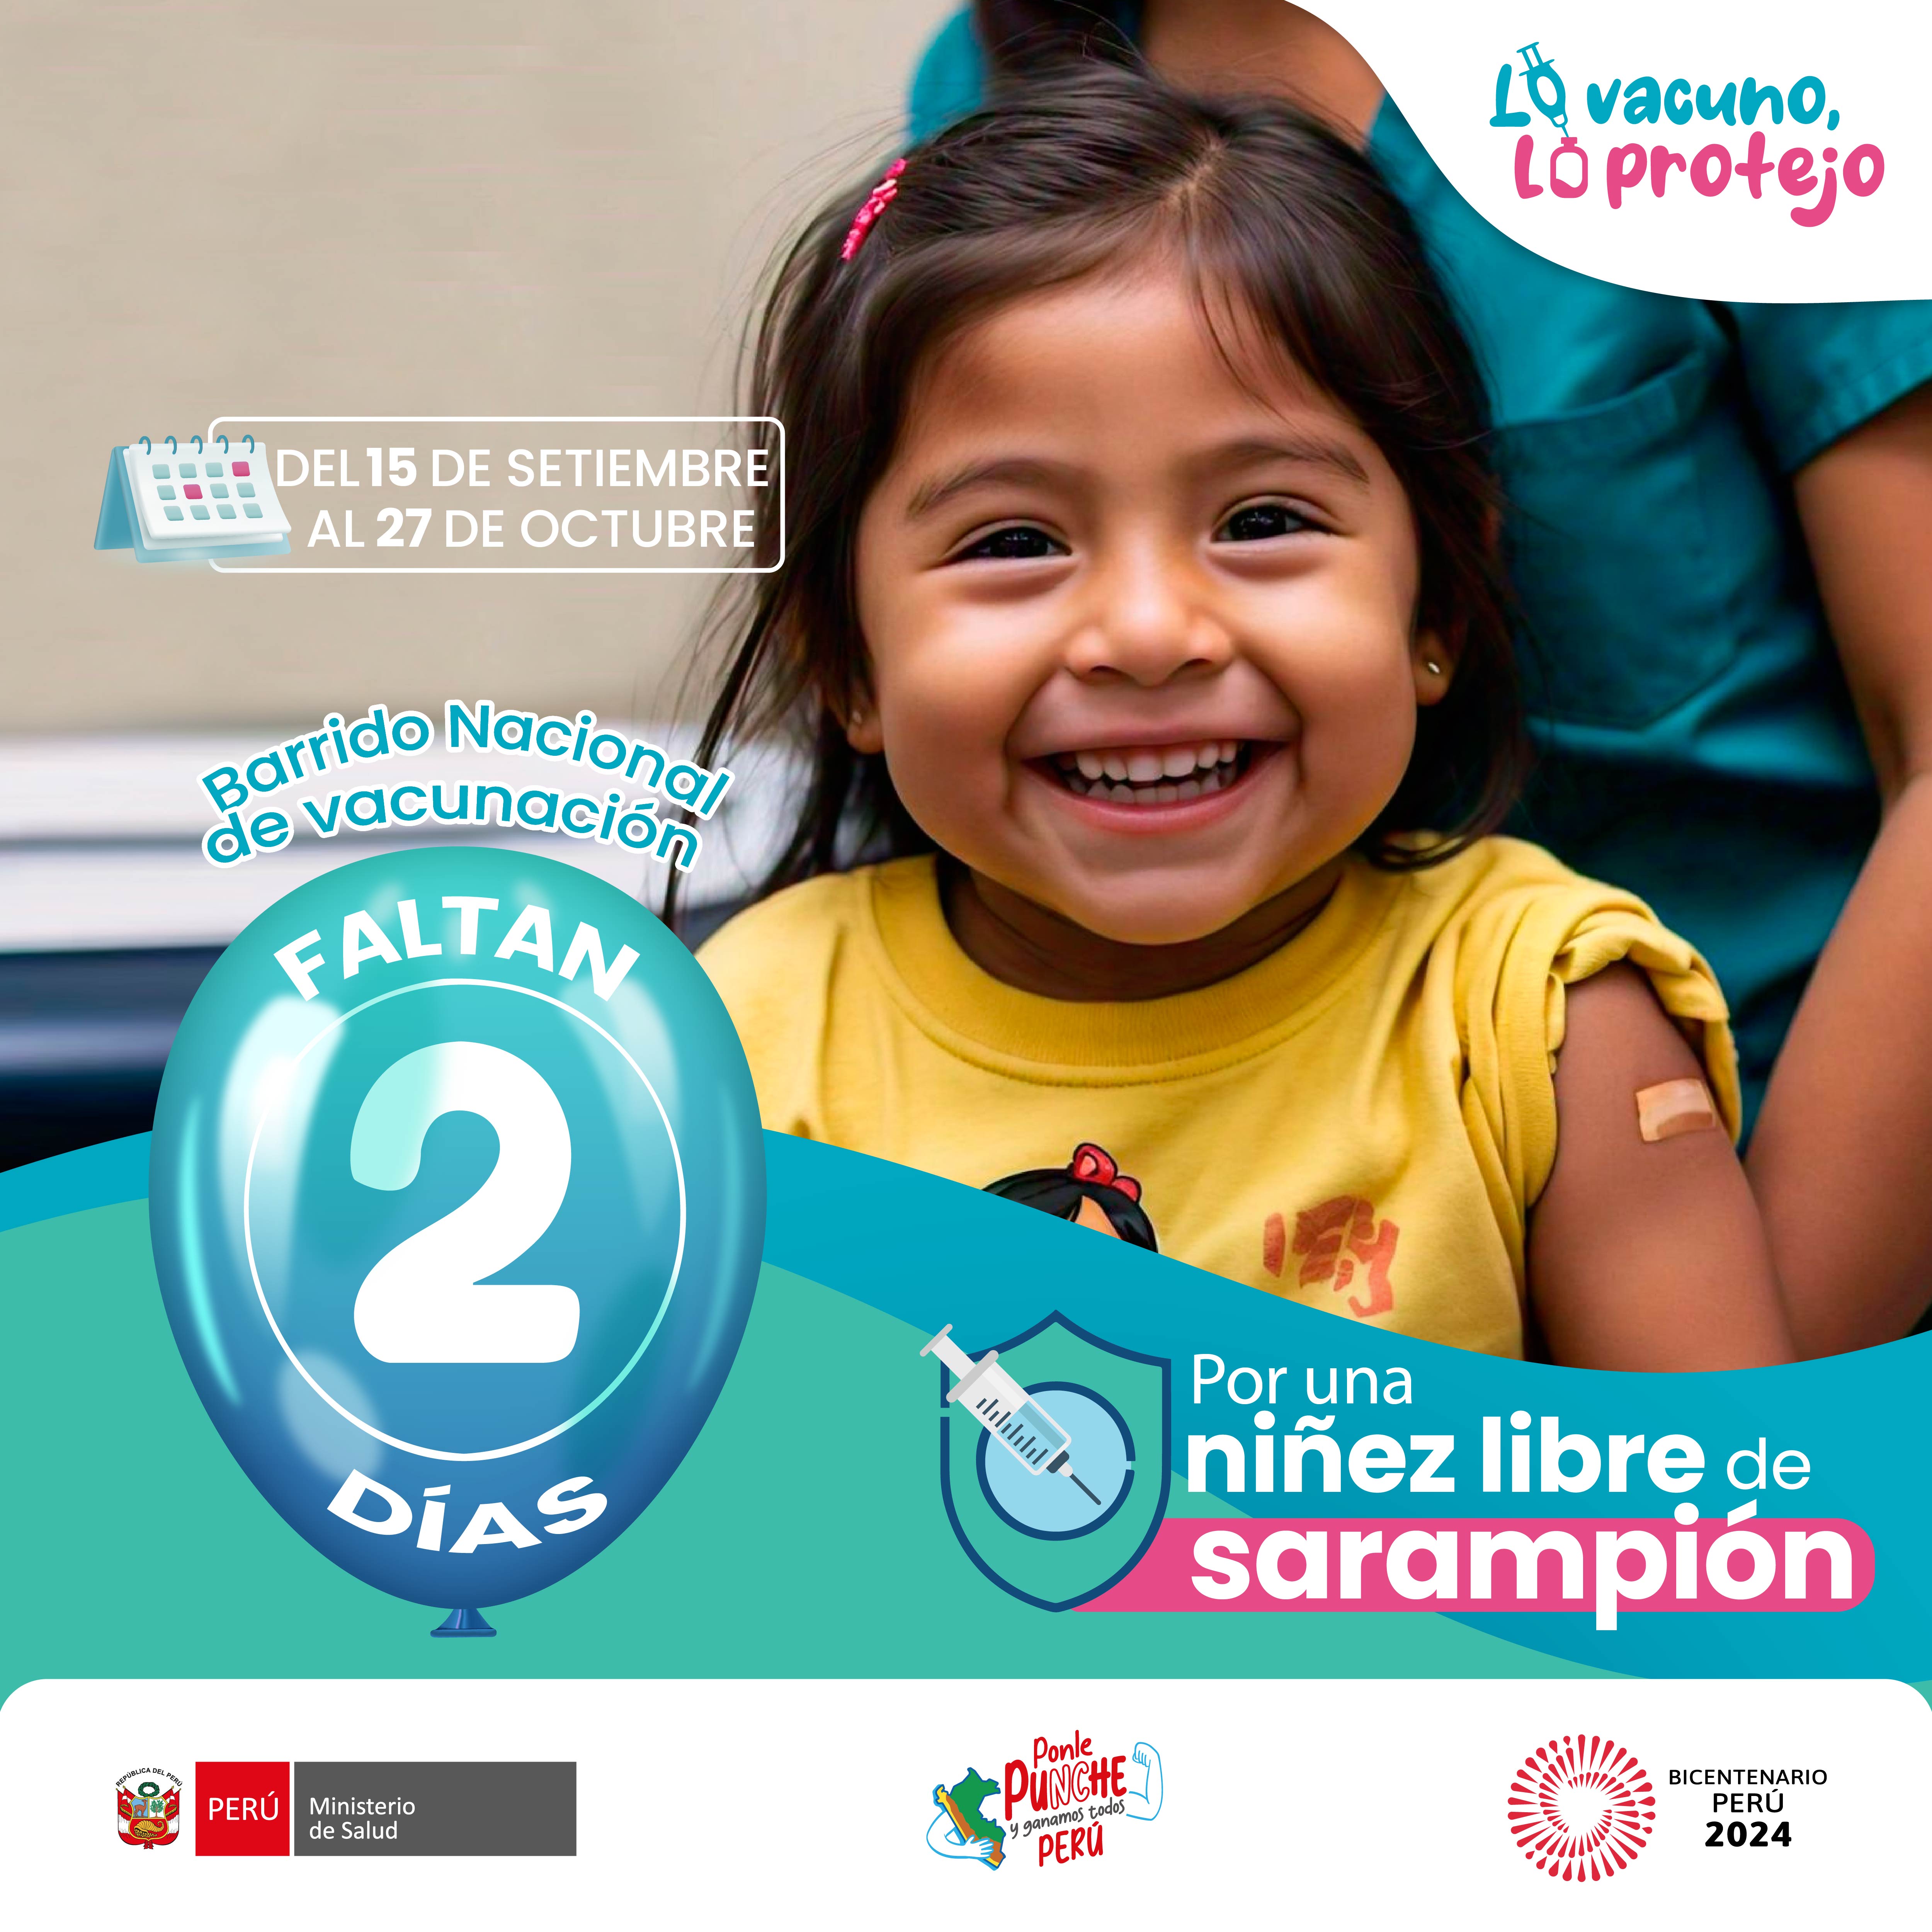 Lo vacuno,
Lo protejo
DEL 15 DE SETIEMBRE
AL 27 DE OCTUBRE
Barrido Nacional
de vacunación
FALTAN
2
DÍAS
Por una
niñez libre de
sarampión
REPÚBLICA DEL PERÚ
PERÚ
Ministerio
de Salud
Ponle
PUNCHE
y ganamos todos
PERÚ
BICENTENARIO
PERÚ
2024